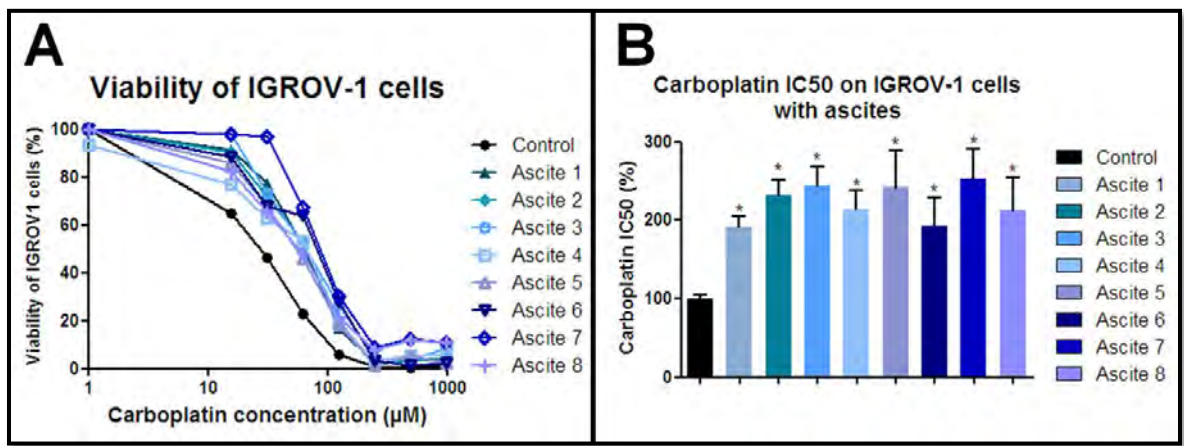 A
Viability of IGROV-1 cells
Viability of IGROV1 cells (%)
100
80
60
40
20
0
1
10
100
1000
Carboplatin concentration (µM)
Control
Ascite 1
Ascite 2
Ascite 3
Ascite 4
Ascite 5
Ascite 6
Ascite 7
Ascite 8
B
Carboplatin IC50 on IGROV-1 cells
with ascites
Carboplatin IC50 (%)
300
200
100
0
*
*
*
*
*
*
*
*
Control
Ascite 1
Ascite 2
Ascite 3
Ascite 4
Ascite 5
Ascite 6
Ascite 7
Ascite 8